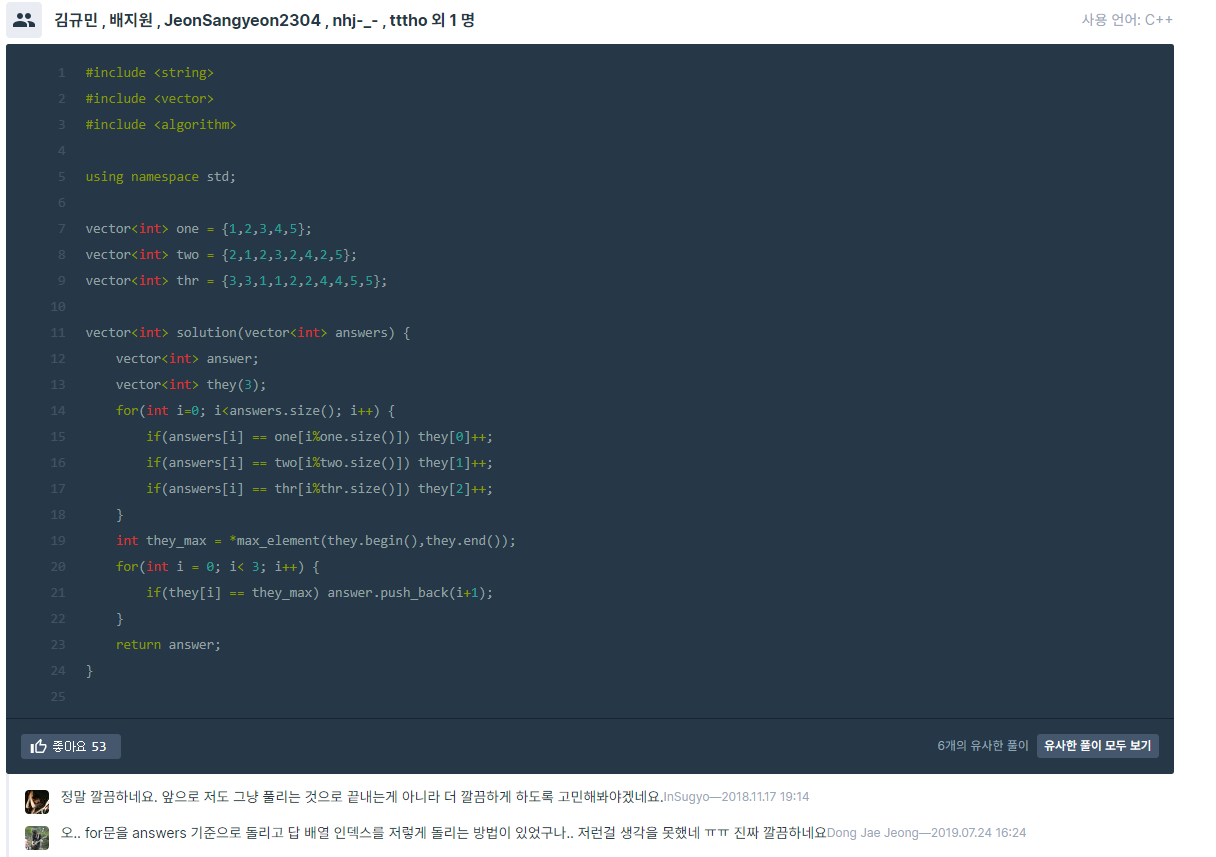 김규민 , 배지원 , JeonSangyeon2304 , nhj-_- , tttho 외 1 명
사용 언어: C++
1 #include <string>
2 #include <vector>
3 #include <algorithm>
4
5 using namespace std;
6
7 vector<int> one = {1,2,3,4,5};
8 vector<int> two = {2,1,2,3,2,4,2,5};
9 vector<int> thr = {3,3,1,1,2,2,4,4,5,5};
10
11 vector<int> solution(vector<int> answers) {
12     vector<int> answer;
13     vector<int> they(3);
14     for(int i=0; i<answers.size(); i++) {
15         if(answers[i] == one[i%one.size()]) they[0]++;
16         if(answers[i] == two[i%two.size()]) they[1]++;
17         if(answers[i] == thr[i%thr.size()]) they[2]++;
18     }
19     int they_max = *max_element(they.begin(),they.end());
20     for(int i = 0; i< 3; i++) {
21         if(they[i] == they_max) answer.push_back(i+1);
22     }
23     return answer;
24 }
25
좋아요 53
6개의 유사한 풀이
유사한 풀이 모두 보기
정말 깔끔하네요. 앞으로 저도 그냥 풀리는 것으로 끝내는게 아니라 더 깔끔하게 하도록 고민해봐야겠네요.InSugyo―2018.11.17 19:14
오.. for문을 answers 기준으로 돌리고 답 배열 인덱스를 저렇게 돌리는 방법이 있었구나.. 저런걸 생각을 못했네 ㅠㅠ 진짜 깔끔하네요Dong Jae Jeong―2019.07.24 16:24